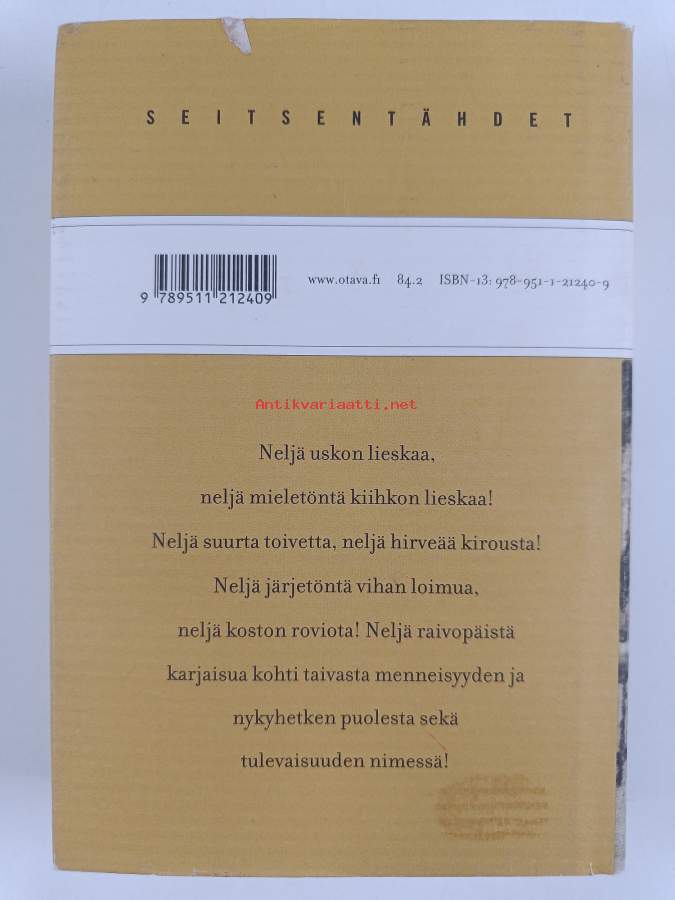 SEITSENTÄHDET
9 789511 212409
www.otava.fi 84.2 ISBN-13: 978-951-1-21240-9
Antikvariaatti.net
Neljä uskon lieskaa,
neljä mieletöntä kiihkon lieskaa!
Neljä suurta toivetta, neljä hirveää kirousta!
Neljä järjetöntä vihan loimua,
neljä koston roviota! Neljä raivopäistä
karjaisua kohti taivasta menneisyyden ja
nykyhetken puolesta sekä
tulevaisuuden nimessä!